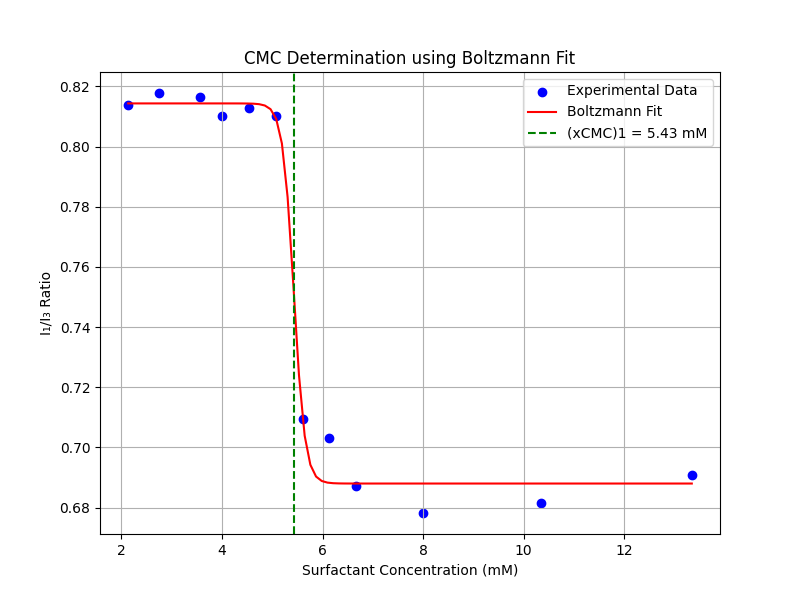 CMC Determination using Boltzmann Fit
Experimental Data
Boltzmann Fit
(xCMC)1 = 5.43 mM
0.82
0.80
0.78
0.76
0.74
0.72
0.70
0.68
I₁/I₃ Ratio
2 4 6 8 10 12
Surfactant Concentration (mM)